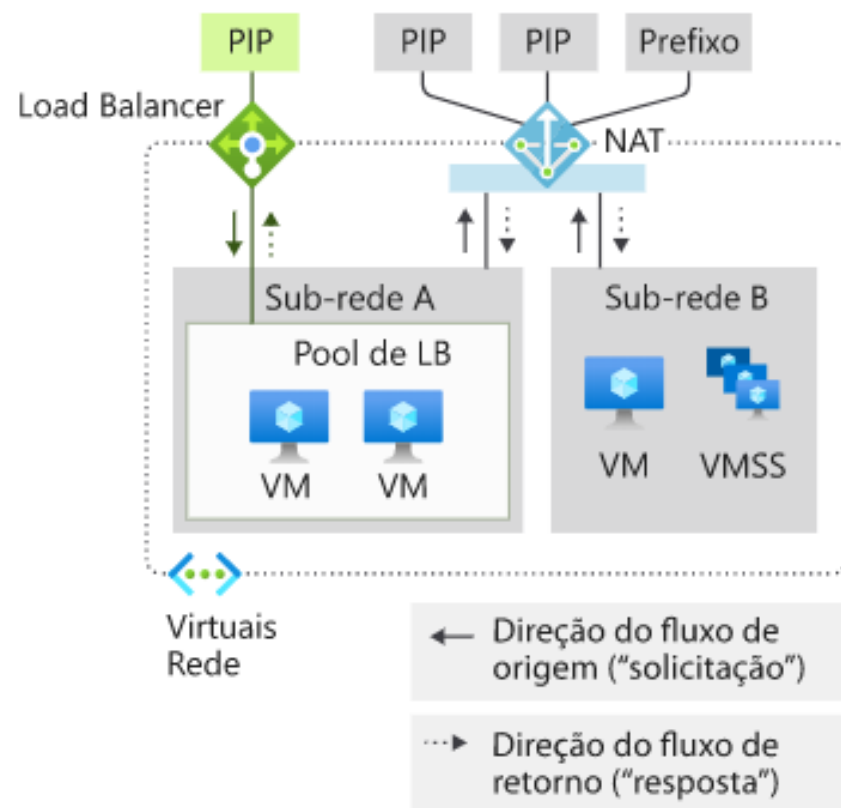 PIP
PIP
PIP
Prefixo
Load Balancer
NAT
Sub-rede A
Sub-rede B
Pool de LB
VM
VM
VM
VMSS
Virtuais
Rede
Direção do fluxo de
origem (“solicitação”)
Direção do fluxo de
retorno (“resposta”)